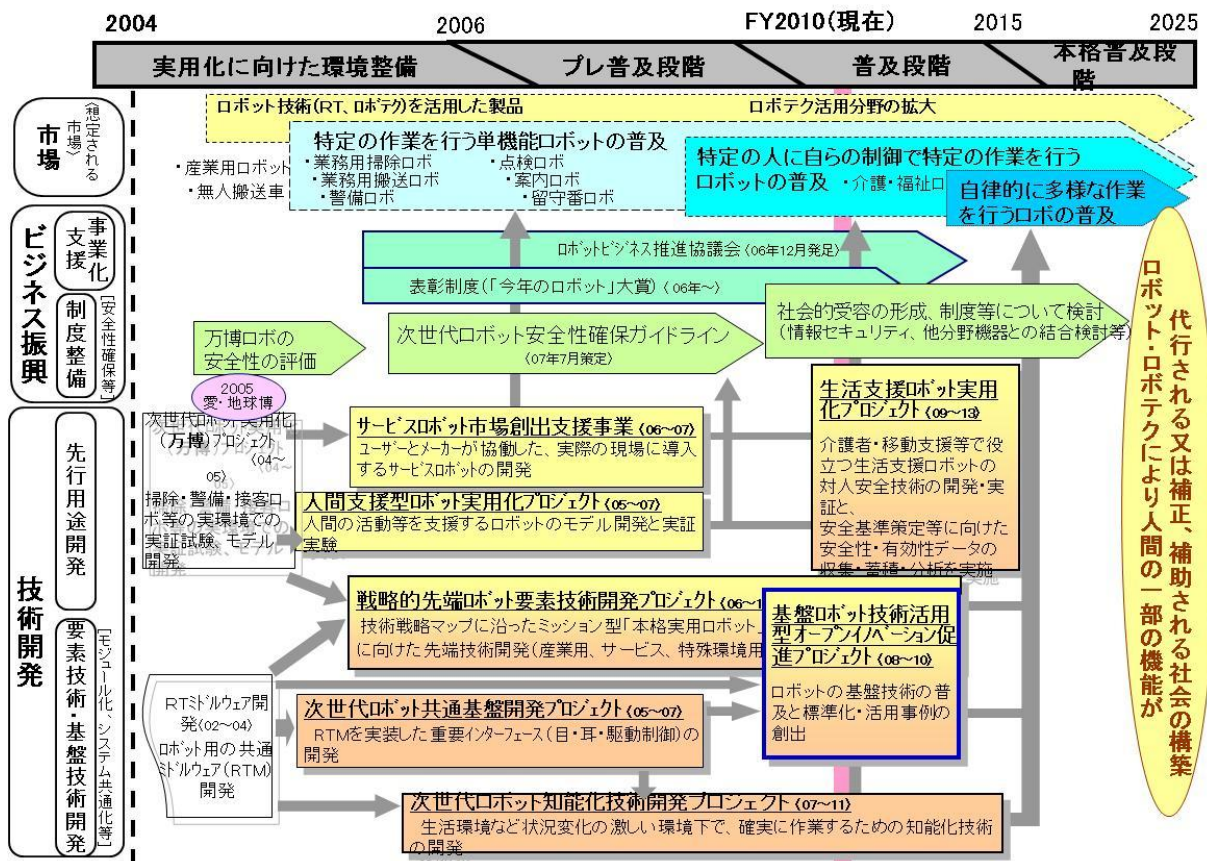 2004
2006
FY2010(現在)
2015
2025
実用化に向けた環境整備
プレ普及段階
普及段階
本格普及段
階
市場
〈想定される
市場〉
ロボット技術(RT、ロボテク)を活用した製品
ロボテク活用分野の拡大
・産業用ロボット
・無人搬送車
特定の作業を行う単機能ロボットの普及
・業務用掃除ロボ
・業務用搬送ロボ
・警備ロボ
・点検ロボ
・案内ロボ
・留守番ロボ
特定の人に自らの制御で特定の作業を行う
ロボットの普及 ・介護・福祉ロ
自律的に多様な作業
を行うロボの普及
ビジネス振興
事業化
支援
制度整備
[安全性確保等]
ロボットビジネス推進協議会〈06年12月発足〉
表彰制度(「今年のロボット」大賞)〈06年~〉
万博ロボの
安全性の評価
次世代ロボット安全性確保ガイドライン
〈07年7月策定〉
社会的受容の形成、制度等について検討
(情報セキュリティ、他分野機器との結合検討等)
2005
愛・地球博
技術開発
先行用途開発
次世代ロボット実用化
(万博)プロジェクト
〈04~
05〉
掃除・警備・接客ロ
ボ等の実環境での
実証試験、モデル
開発
サービスロボット市場創出支援事業〈06~07〉
ユーザーとメーカーが協働した、実際の現場に導入
するサービスロボットの開発
人間支援型ロボット実用化プロジェクト〈05~07〉
人間の活動等を支援するロボットのモデル開発と実証
実験
生活支援ロボット実用
化プロジェクト〈09~13〉
介護者・移動支援等で役
立つ生活支援ロボットの
対人安全技術の開発・実
証と、
安全基準策定等に向けた
安全性・有効性データの
収集・蓄積・分析を実施
要素技術・基盤技術開発
[モジュール化、システム共通化等]
戦略的先端ロボット要素技術開発プロジェクト〈06~1
技術戦略マップに沿ったミッション型「本格実用ロボット」
に向けた先端技術開発(産業用、サービス、特殊環境用
基盤ロボット技術活用
型オープンイノベーション促
進プロジェクト〈08~10〉
ロボットの基盤技術の普
及と標準化・活用事例の
創出
RTミドルウェア開
発〈02~04〉
ロボット用の共通
ミドルウェア(RTM)
開発
次世代ロボット共通基盤開発プロジェクト〈05~07〉
RTMを実装した重要インターフェース(目・耳・駆動制御)の
開発
次世代ロボット知能化技術開発プロジェクト〈07~11〉
生活環境など状況変化の激しい環境下で、確実に作業するための知能化技術
の開発
ロボット・ロボテクにより人間の一部の機能が
代行される又は補正、補助される社会の構築